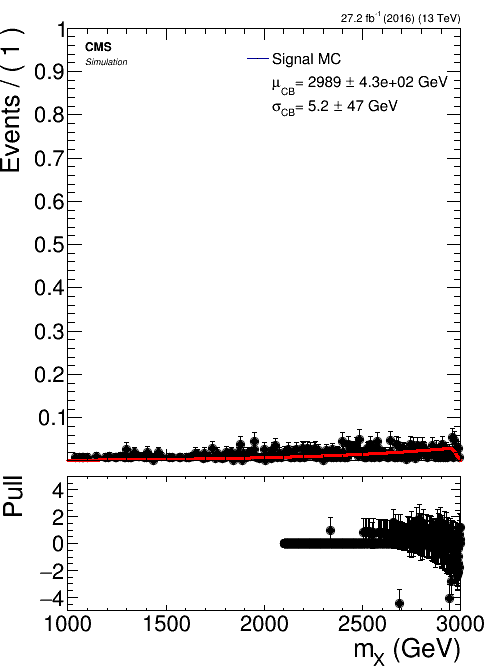 27.2 fb⁻¹ (2016) (13 TeV)
CMS
Simulation
Signal MC
μ_CB = 2989 ± 4.3e+02 GeV
σ_CB = 5.2 ± 47 GeV
Events / ( 1 )
1
0.9
0.8
0.7
0.6
0.5
0.4
0.3
0.2
0.1
Pull
4
2
0
−2
−4
1000 1500 2000 2500 3000
m_X (GeV)